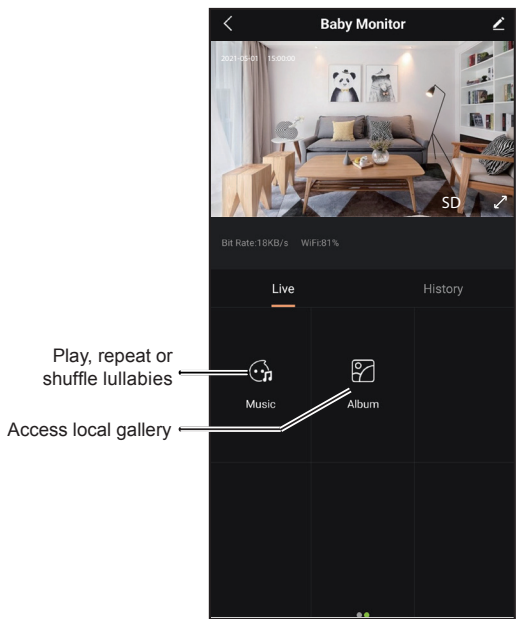 Baby Monitor
2021-05-01 15:00:00
SD
Bit Rate:18KB/s WiFi:81%
Live History
Play, repeat or
shuffle lullabies
Music Album
Access local gallery